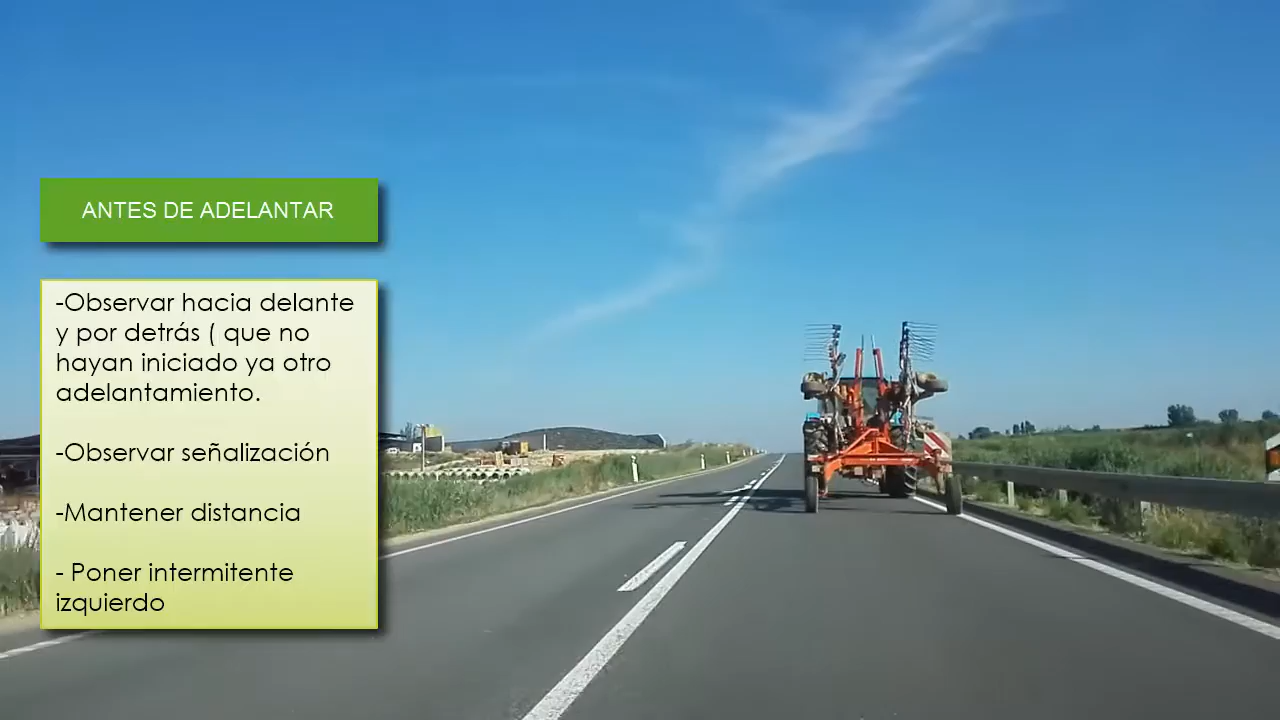 ANTES DE ADELANTAR
-Observar hacia delante
y por detrás ( que no
hayan iniciado ya otro
adelantamiento.
-Observar señalización
-Mantener distancia
- Poner intermitente
izquierdo